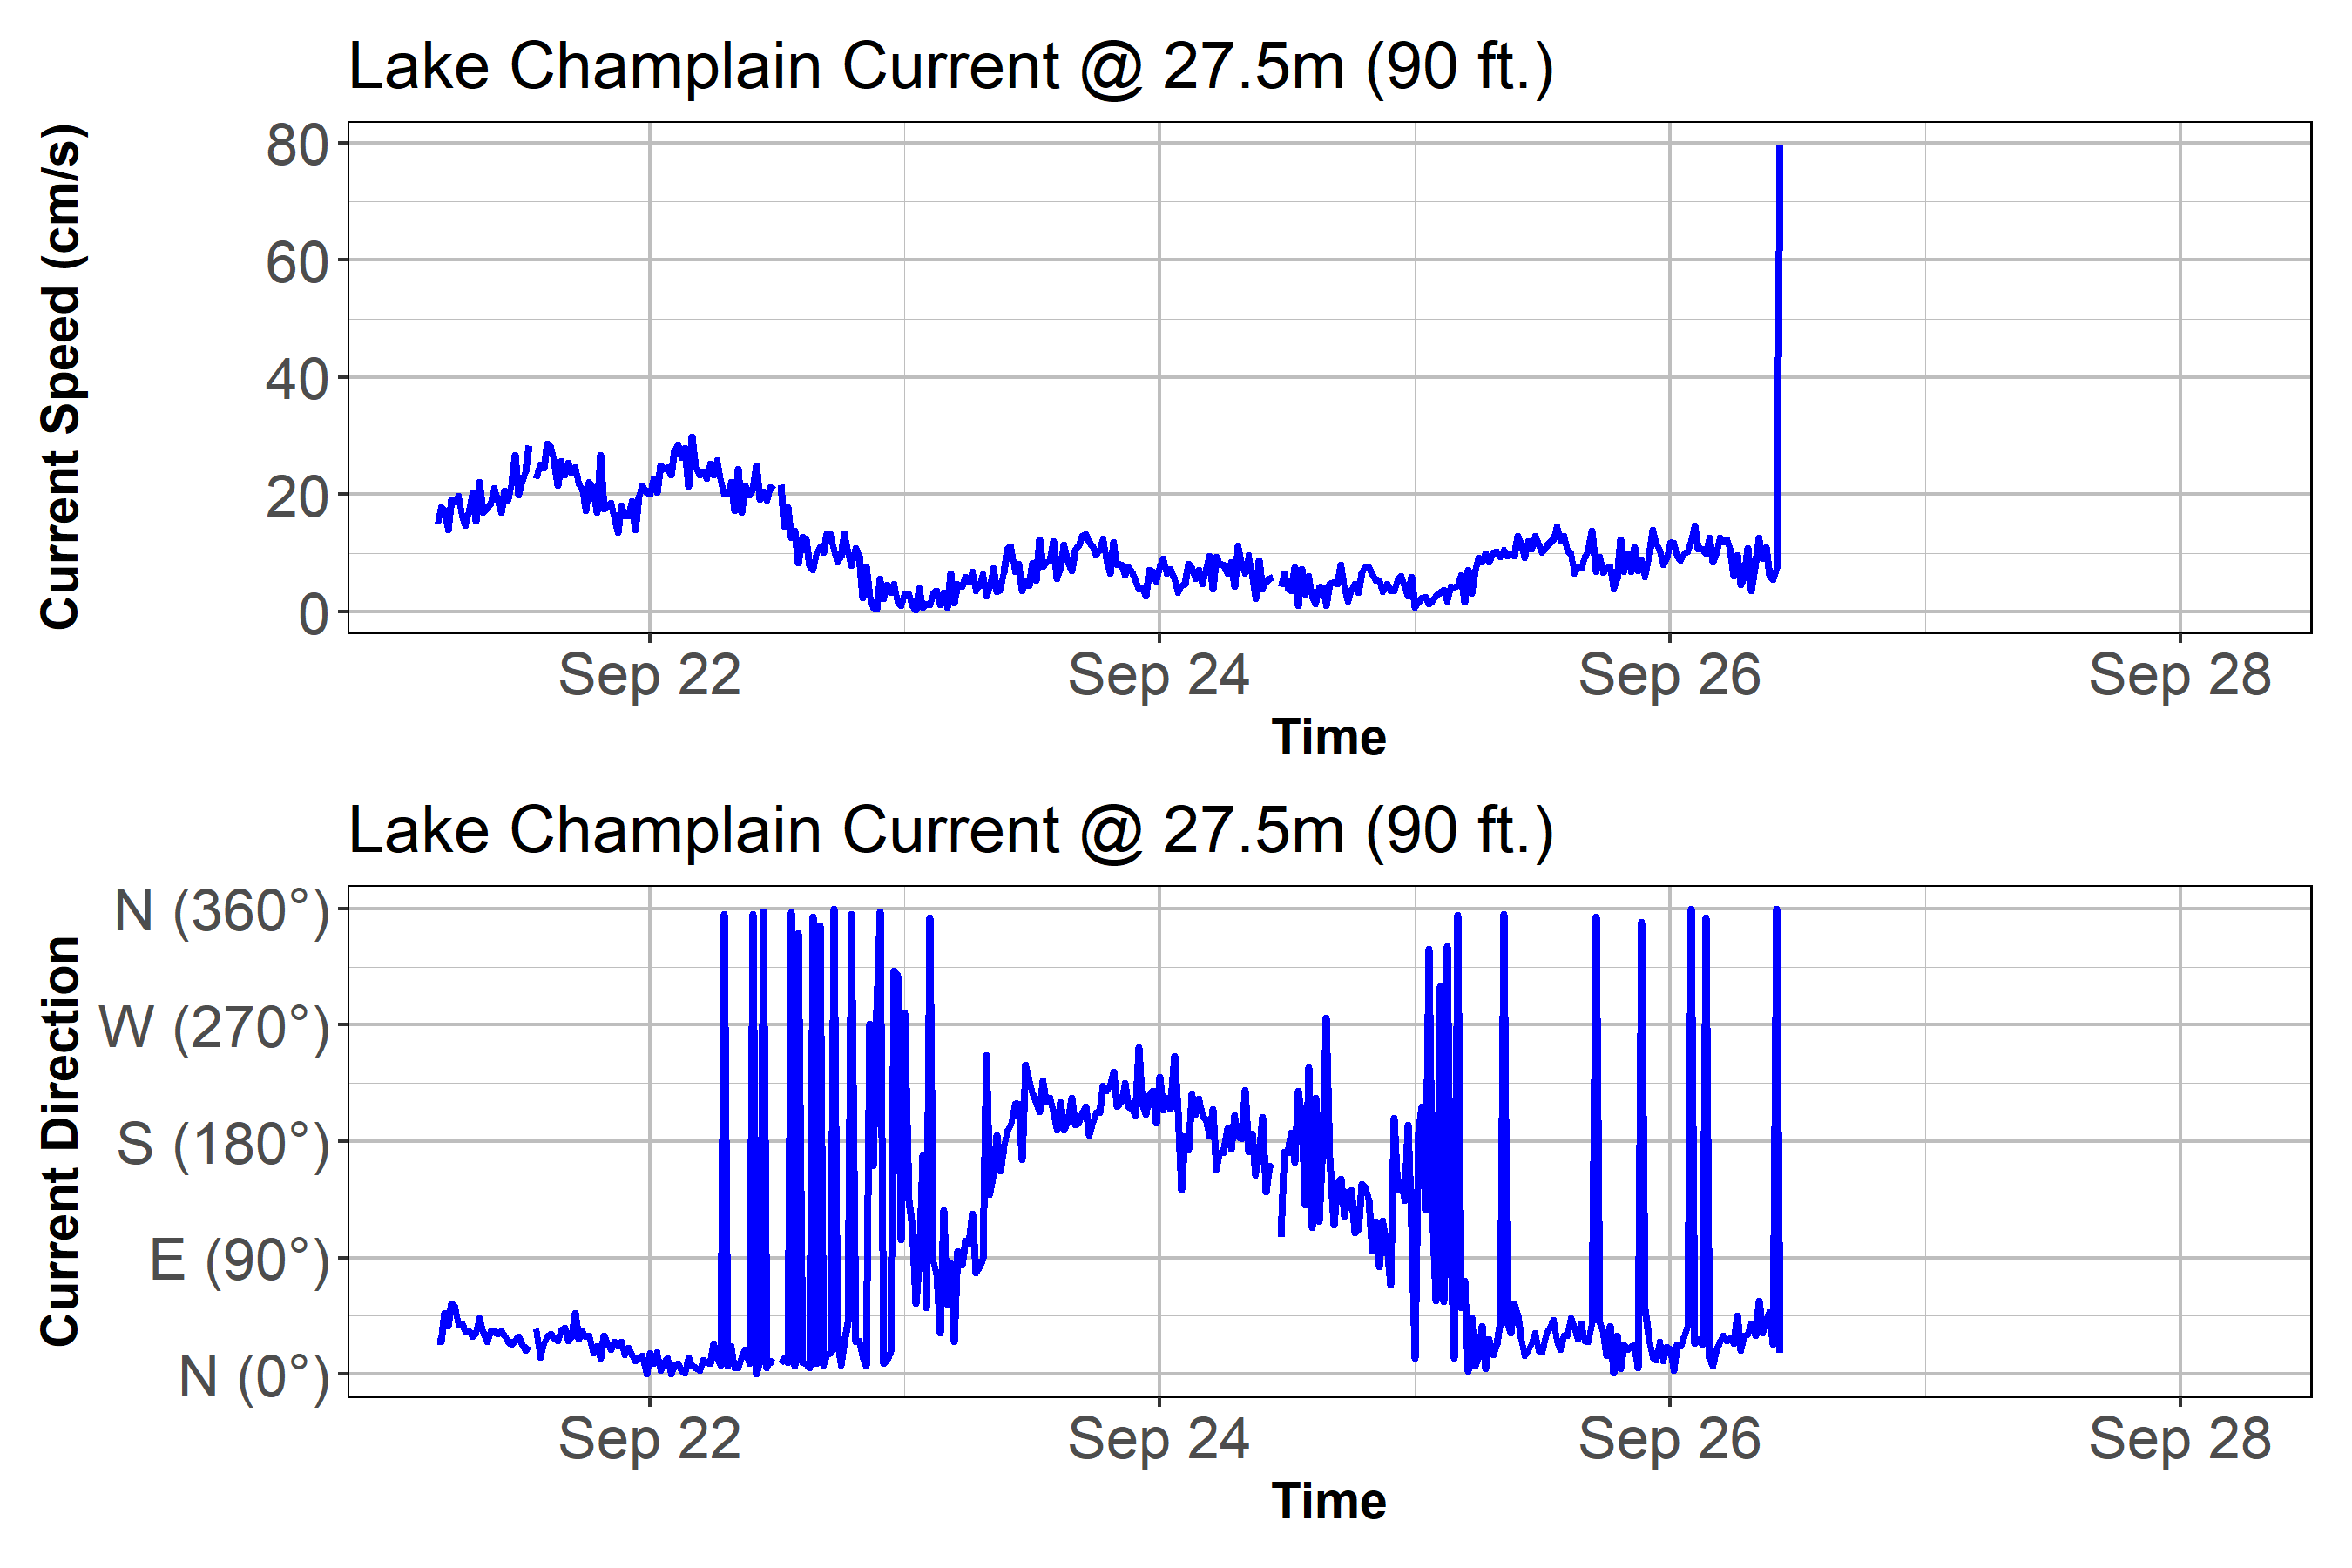 Lake Champlain Current @ 27.5m (90 ft.)
Current Speed (cm/s)
80
60
40
20
0
Sep 22
Sep 24
Sep 26
Sep 28
Time
Lake Champlain Current @ 27.5m (90 ft.)
Current Direction
N (360°)
W (270°)
S (180°)
E (90°)
N (0°)
Sep 22
Sep 24
Sep 26
Sep 28
Time